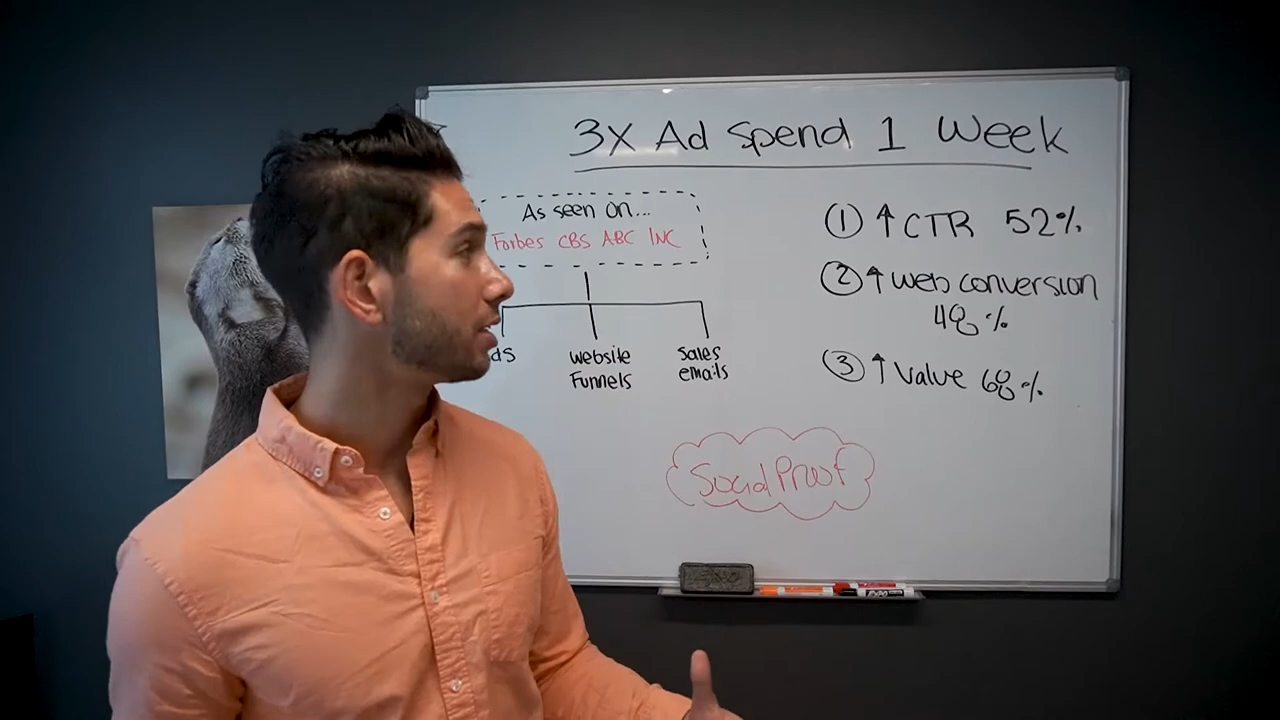 3X Ad Spend 1 Week
As seen on...
Forbes CBS ABC INC
ds
website
Funnels
Sales
emails
① ↑ CTR 52%
② ↑ web conversion
48%
③ ↑ Value 68%
Social Proof
EXPO